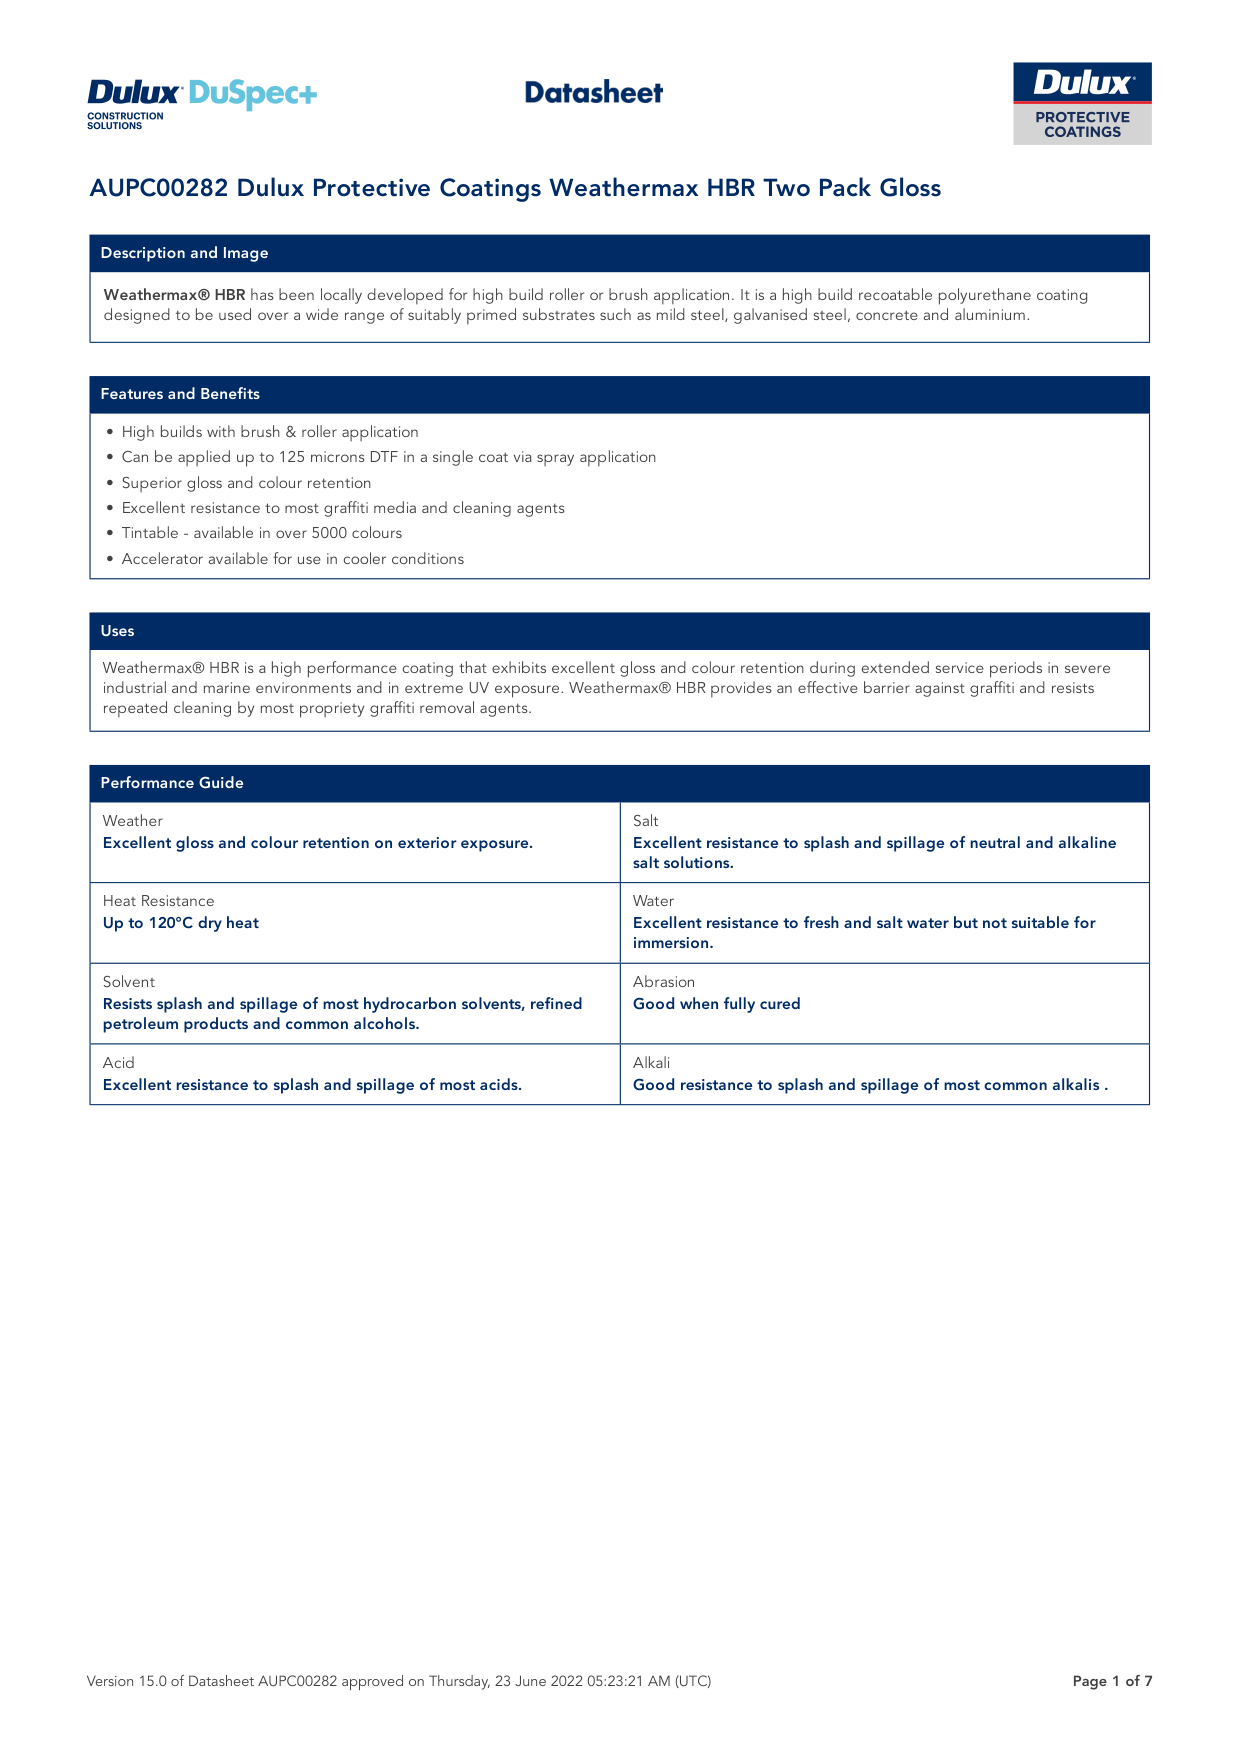 Dulux DuSpec+
CONSTRUCTION
SOLUTIONS
Datasheet
Dulux
PROTECTIVE
COATINGS
AUPC00282 Dulux Protective Coatings Weathermax HBR Two Pack Gloss
Description and Image
Weathermax® HBR has been locally developed for high build roller or brush application. It is a high build recoatable polyurethane coating
designed to be used over a wide range of suitably primed substrates such as mild steel, galvanised steel, concrete and aluminium.
Features and Benefits
• High builds with brush & roller application
• Can be applied up to 125 microns DTF in a single coat via spray application
• Superior gloss and colour retention
• Excellent resistance to most graffiti media and cleaning agents
• Tintable - available in over 5000 colours
• Accelerator available for use in cooler conditions
Uses
Weathermax® HBR is a high performance coating that exhibits excellent gloss and colour retention during extended service periods in severe
industrial and marine environments and in extreme UV exposure. Weathermax® HBR provides an effective barrier against graffiti and resists
repeated cleaning by most propriety graffiti removal agents.
Performance Guide
Weather
Excellent gloss and colour retention on exterior exposure.
Salt
Excellent resistance to splash and spillage of neutral and alkaline
salt solutions.
Heat Resistance
Up to 120°C dry heat
Water
Excellent resistance to fresh and salt water but not suitable for
immersion.
Solvent
Resists splash and spillage of most hydrocarbon solvents, refined
petroleum products and common alcohols.
Abrasion
Good when fully cured
Acid
Excellent resistance to splash and spillage of most acids.
Alkali
Good resistance to splash and spillage of most common alkalis .
Version 15.0 of Datasheet AUPC00282 approved on Thursday, 23 June 2022 05:23:21 AM (UTC)
Page 1 of 7